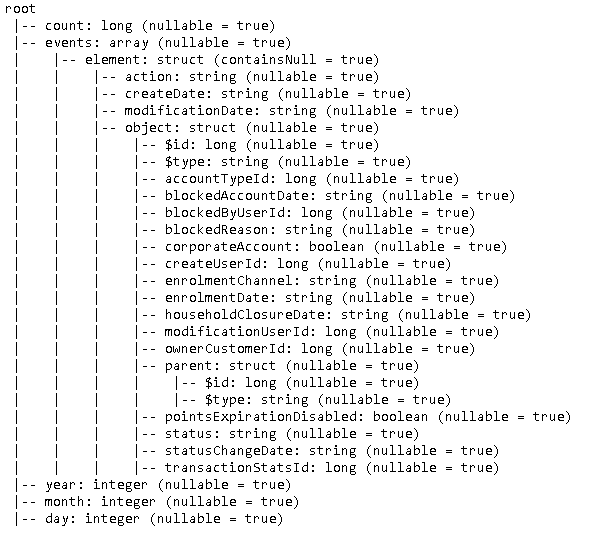 root
 |-- count: long (nullable = true)
 |-- events: array (nullable = true)
 |    |-- element: struct (containsNull = true)
 |    |    |-- action: string (nullable = true)
 |    |    |-- createDate: string (nullable = true)
 |    |    |-- modificationDate: string (nullable = true)
 |    |    |-- object: struct (nullable = true)
 |    |    |    |-- $id: long (nullable = true)
 |    |    |    |-- $type: string (nullable = true)
 |    |    |    |-- accountTypeId: long (nullable = true)
 |    |    |    |-- blockedAccountDate: string (nullable = true)
 |    |    |    |-- blockedByUserId: long (nullable = true)
 |    |    |    |-- blockedReason: string (nullable = true)
 |    |    |    |-- corporateAccount: boolean (nullable = true)
 |    |    |    |-- createUserId: long (nullable = true)
 |    |    |    |-- enrolmentChannel: string (nullable = true)
 |    |    |    |-- enrolmentDate: string (nullable = true)
 |    |    |    |-- householdClosureDate: string (nullable = true)
 |    |    |    |-- modificationUserId: long (nullable = true)
 |    |    |    |-- ownerCustomerId: long (nullable = true)
 |    |    |    |-- parent: struct (nullable = true)
 |    |    |    |    |-- $id: long (nullable = true)
 |    |    |    |    |-- $type: string (nullable = true)
 |    |    |    |-- pointsExpirationDisabled: boolean (nullable = true)
 |    |    |    |-- status: string (nullable = true)
 |    |    |    |-- statusChangeDate: string (nullable = true)
 |    |    |    |-- transactionStatsId: long (nullable = true)
 |-- year: integer (nullable = true)
 |-- month: integer (nullable = true)
 |-- day: integer (nullable = true)